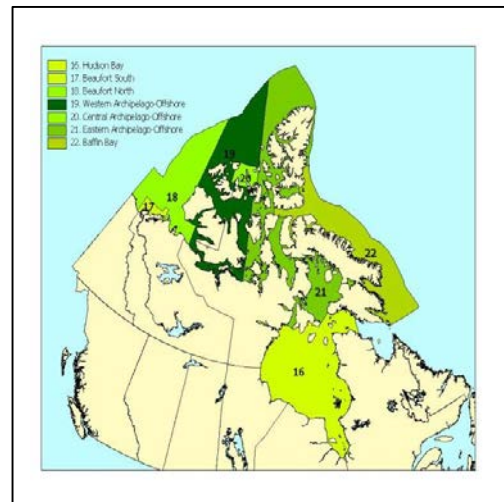 16. Hudson Bay
17. Beaufort South
18. Beaufort North
19. Western Archipelago-Offshore
20. Central Archipelago-Offshore
21. Eastern Archipelago-Offshore
22. Baffin Bay
19
20
18
17
22
21
16